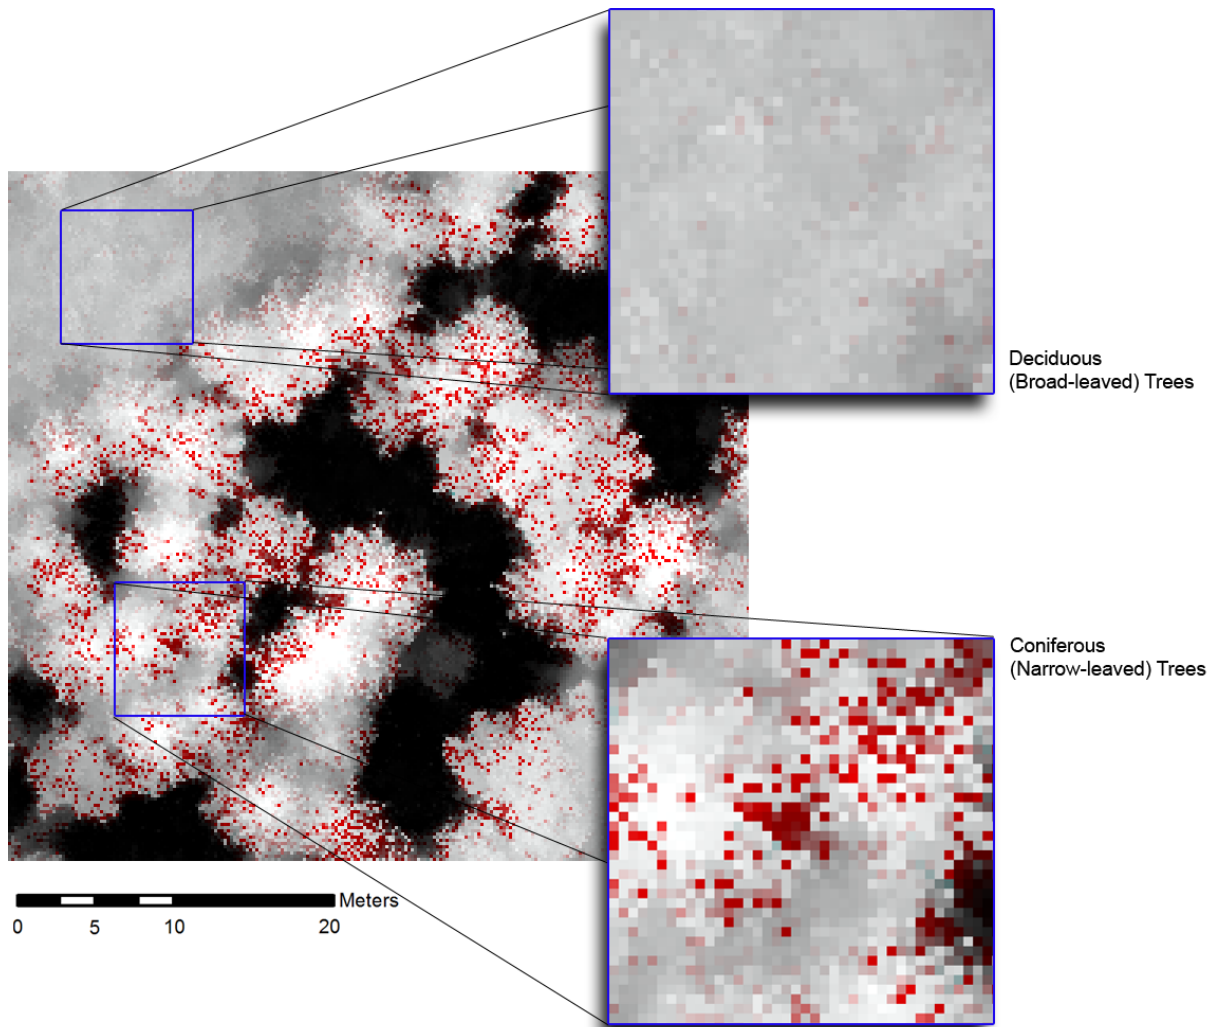 Deciduous
(Broad-leaved) Trees
Coniferous
(Narrow-leaved) Trees
Meters
0 5 10 20